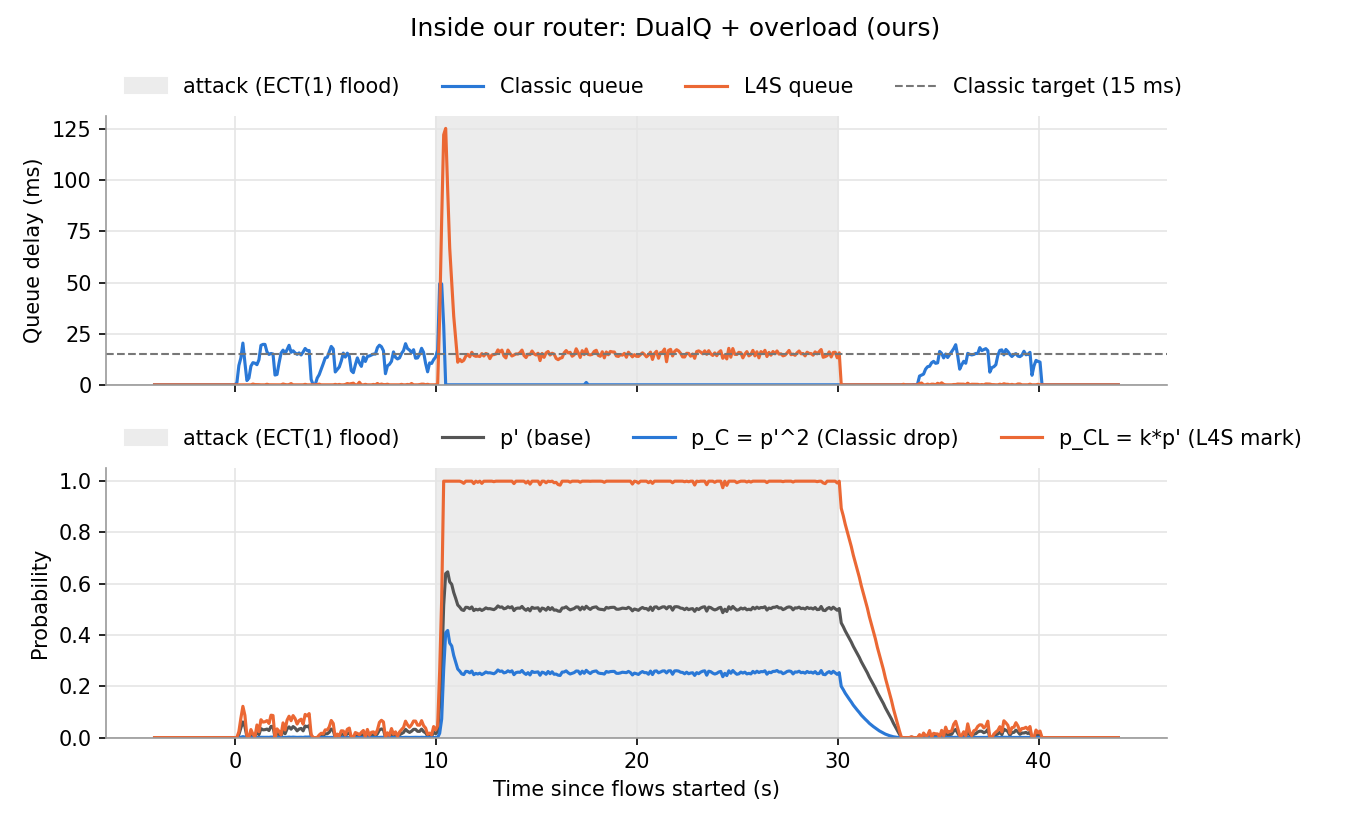 Inside our router: DualQ + overload (ours)
attack (ECT(1) flood) Classic queue L4S queue Classic target (15 ms)
Queue delay (ms)
125
100
75
50
25
0
attack (ECT(1) flood) p' (base) p_C = p'^2 (Classic drop) p_CL = k*p' (L4S mark)
Probability
1.0
0.8
0.6
0.4
0.2
0.0
0 10 20 30 40
Time since flows started (s)